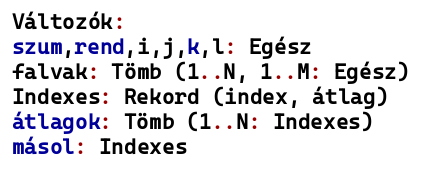 Változók:
szum,rend,i,j,k,l: Egész
falvak: Tömb (1..N, 1..M: Egész)
Indexes: Rekord (index, átlag)
átlagok: Tömb (1..N: Indexes)
másol: Indexes